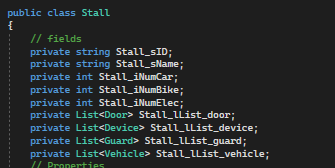 public class Stall
{
// fields
private string Stall_sID;
private string Stall_sName;
private int Stall_iNumCar;
private int Stall_iNumBike;
private int Stall_iNumElec;
private List<Door> Stall_lList_door;
private List<Device> Stall_lList_device;
private List<Guard> Stall_lList_guard;
private List<Vehicle> Stall_lList_vehicle;
// Properties